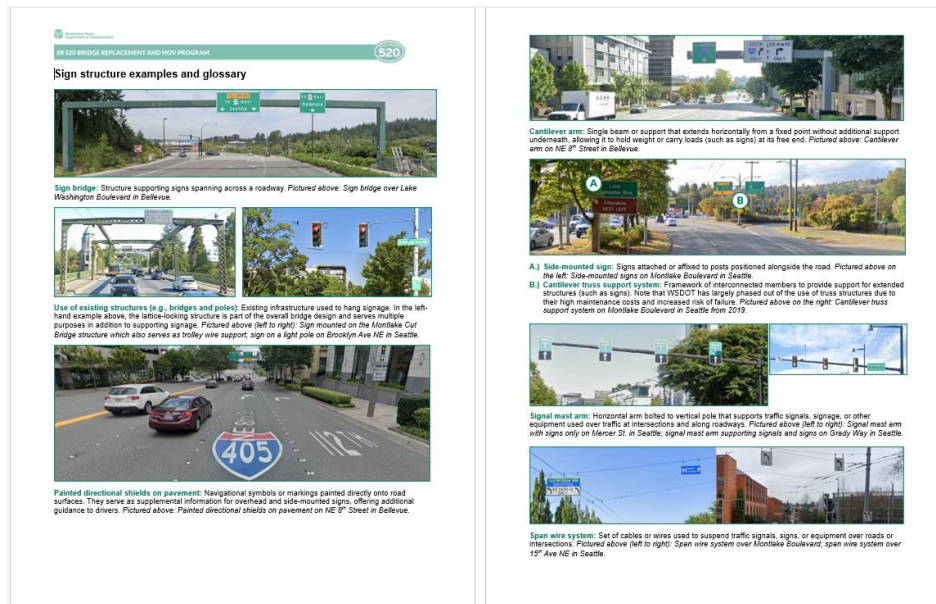 Washington State
Department of Transportation
SR 520 BRIDGE REPLACEMENT AND HOV PROGRAM
520
Sign structure examples and glossary
Sign bridge: Structure supporting signs spanning across a roadway. Pictured above: Sign bridge over Lake
Washington Boulevard in Bellevue.
Use of existing structures (e.g., bridges and poles): Existing infrastructure used to hang signage. In the left-
hand example above, the lattice-looking structure is part of the overall bridge design and serves multiple
purposes in addition to supporting signage. Pictured above (left to right): Sign mounted on the Montlake Cut
Bridge structure which also serves as trolley wire support; sign on a light pole on Brooklyn Ave NE in Seattle.
NE 8TH
405
1/2 MI
Painted directional shields on pavement: Navigational symbols or markings painted directly onto road
surfaces. They serve as supplemental information for overhead and side-mounted signs, offering additional
guidance to drivers. Pictured above: Painted directional shields on pavement on NE 8th Street in Bellevue.
Cantilever arm: Single beam or support that extends horizontally from a fixed point without additional support
underneath, allowing it to hold weight or carry loads (such as signs) at its free end. Pictured above: Cantilever
arm on NE 8th Street in Bellevue.
A
B
Lake
Washington Blvd
Arboretum
NEXT LEFT
A.) Side-mounted sign: Signs attached or affixed to posts positioned alongside the road. Pictured above on
the left: Side-mounted signs on Montlake Boulevard in Seattle.
B.) Cantilever truss support system: Framework of interconnected members to provide support for extended
structures (such as signs). Note that WSDOT has largely phased out of the use of truss structures due to
their high maintenance costs and increased risk of failure. Pictured above on the right: Cantilever truss
support system on Montlake Boulevard in Seattle from 2019.
Signal mast arm: Horizontal arm bolted to vertical pole that supports traffic signals, signage, or other
equipment used over traffic at intersections and along roadways. Pictured above (left to right): Signal mast arm
with signs only on Mercer St. in Seattle; signal mast arm supporting signals and signs on Grady Way in Seattle.
Span wire system: Set of cables or wires used to suspend traffic signals, signs, or equipment over roads or
intersections. Pictured above (left to right): Span wire system over Montlake Boulevard; span wire system over
15th Ave NE in Seattle.